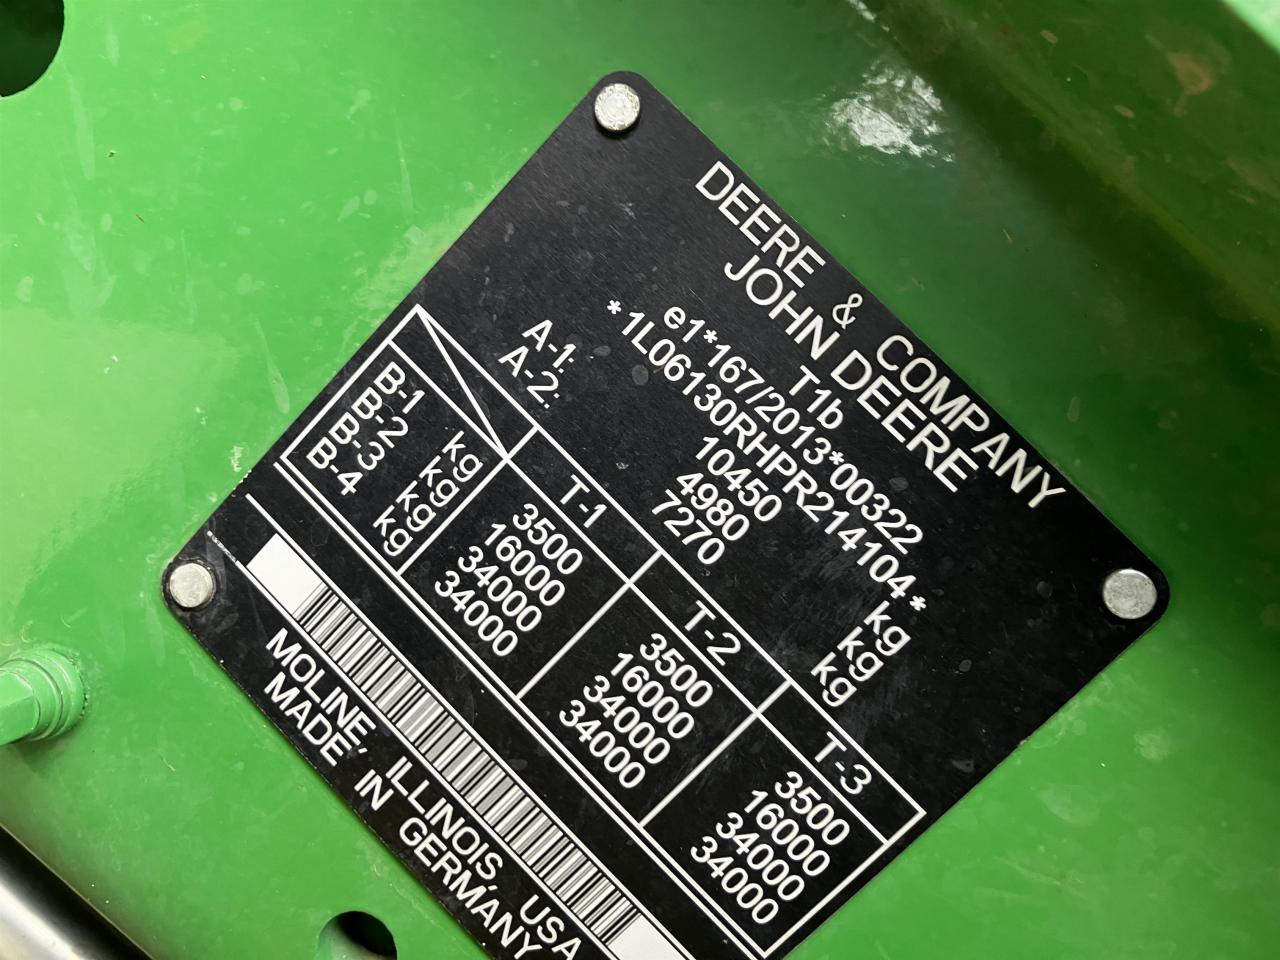 DEERE & COMPANY
JOHN DEERE
T1b
e1*167/2013*00322
*1L06130RHPR214104*
10450 kg
A-1: 4980 kg
A-2: 7270 kg
T-1 T-2 T-3
B-1 kg 3500 3500 3500
B-2 kg 16000 16000 16000
B-3 kg 34000 34000 34000
B-4 kg 34000 34000 34000
MOLINE, ILLINOIS, USA
MADE IN GERMANY